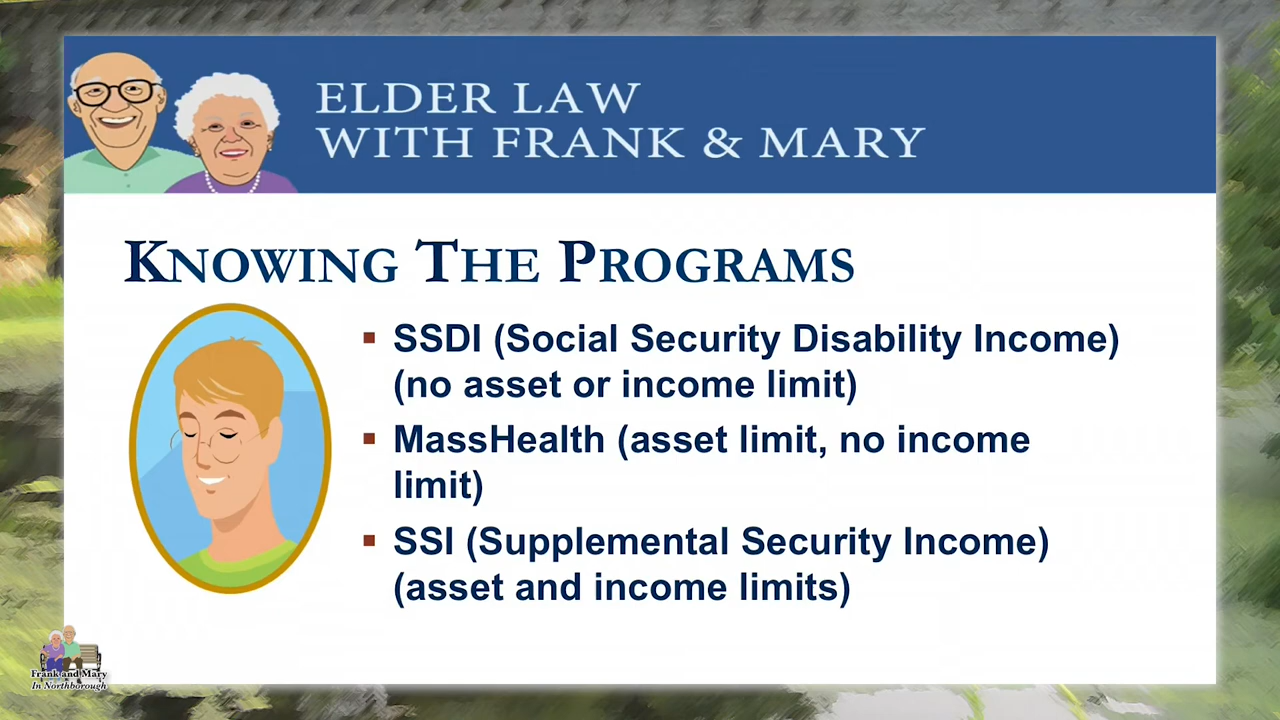 ELDER LAW
WITH FRANK & MARY
KNOWING THE PROGRAMS
▪ SSDI (Social Security Disability Income)
(no asset or income limit)
▪ MassHealth (asset limit, no income
limit)
▪ SSI (Supplemental Security Income)
(asset and income limits)
Frank and Mary
In Northborough